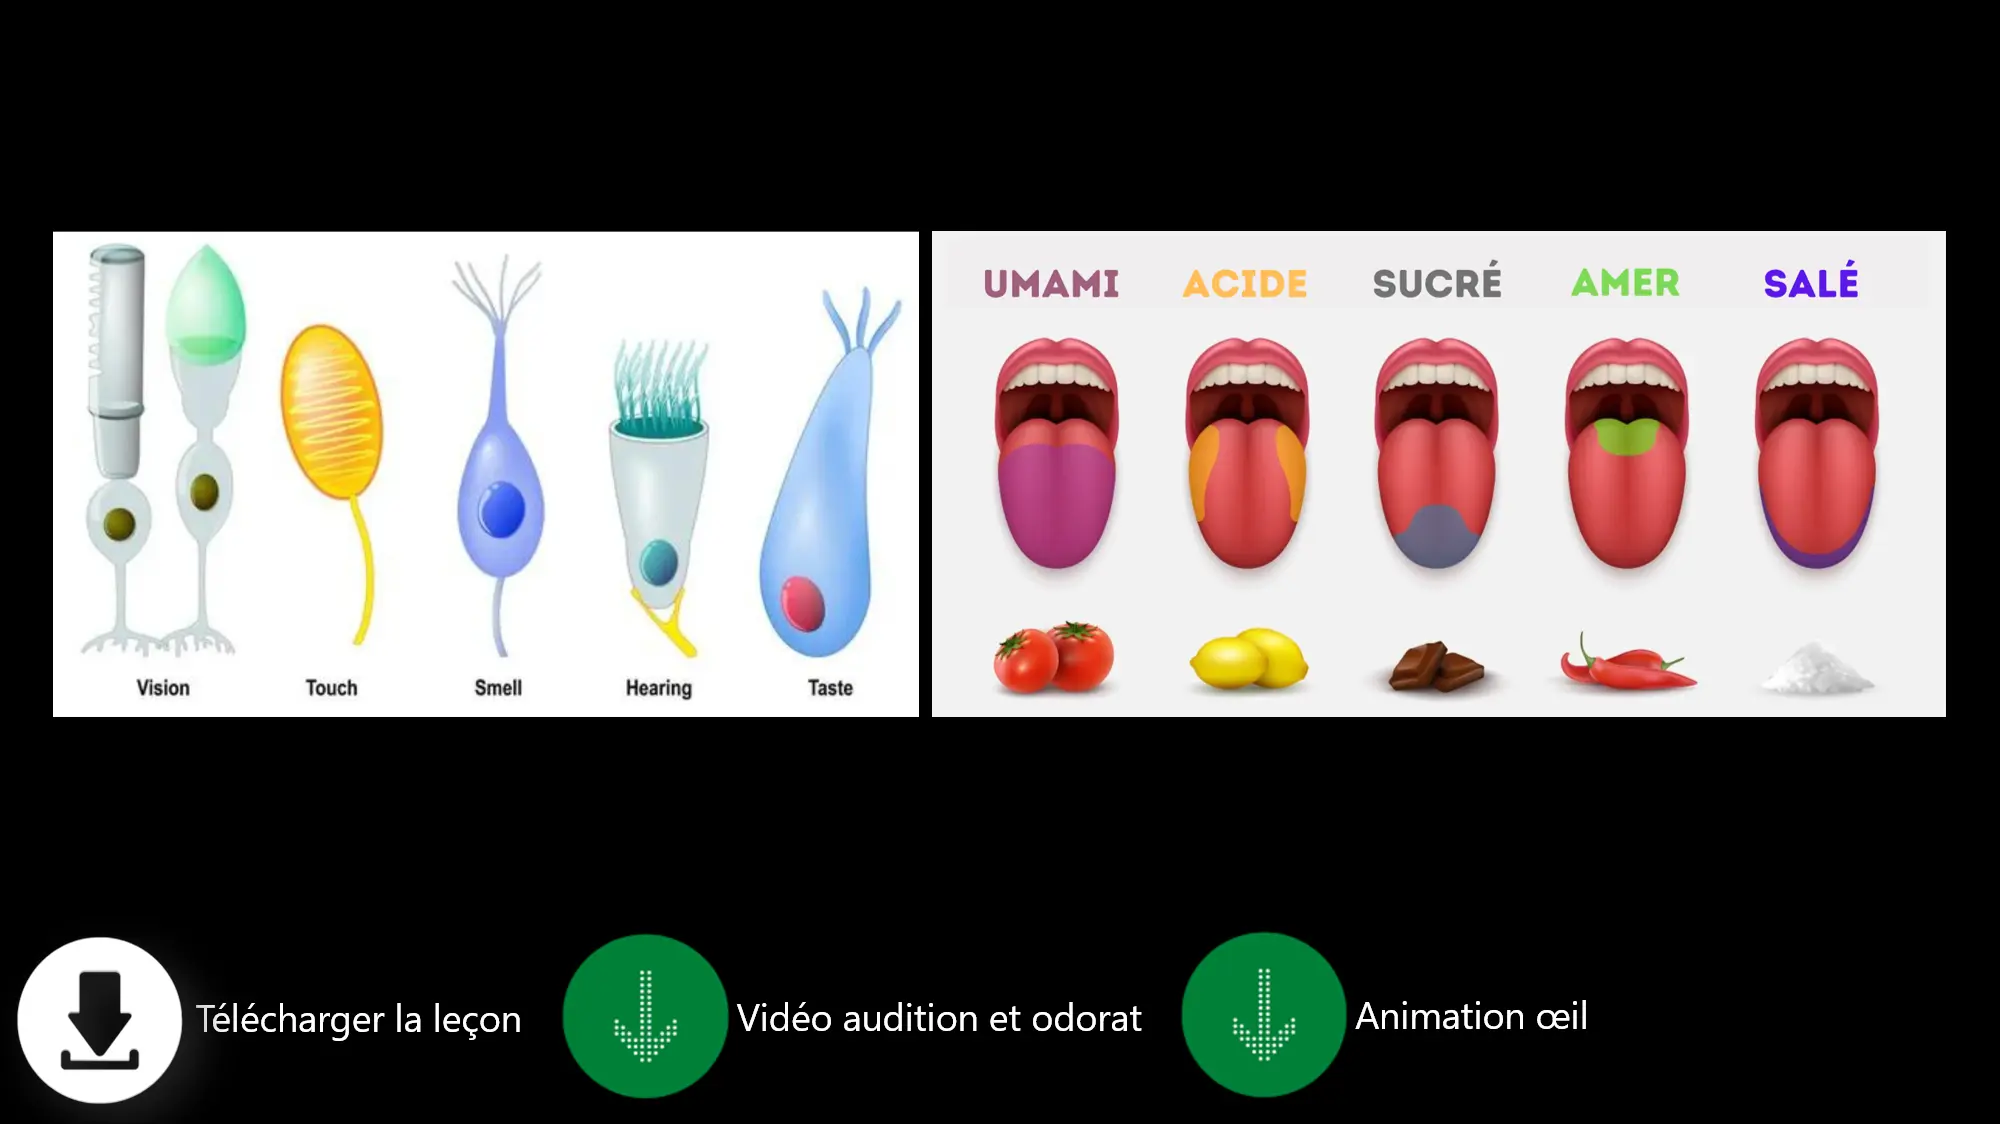 Vision Touch Smell Hearing Taste
UMAMI ACIDE SUCRÉ AMER SALÉ
Télécharger la leçon
Vidéo audition et odorat
Animation œil